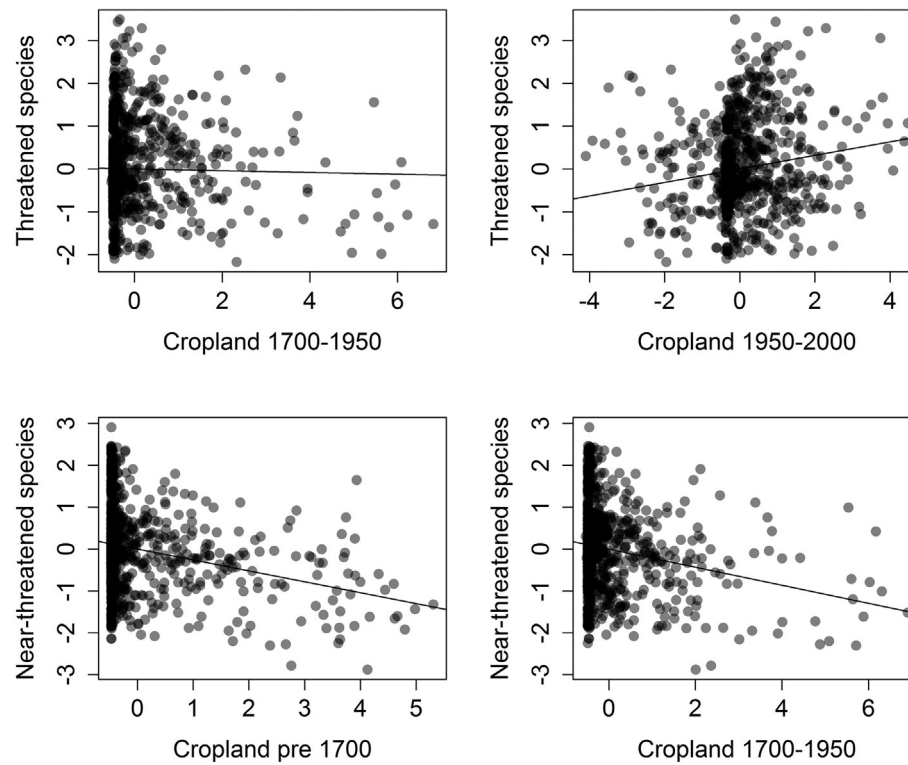 Threatened species
3
2
1
0
-1
-2
0 2 4 6
Cropland 1700-1950
Threatened species
3
2
1
0
-1
-2
-4 -2 0 2 4
Cropland 1950-2000
Near-threatened species
3
2
1
0
-1
-2
-3
0 1 2 3 4 5
Cropland pre 1700
Near-threatened species
3
2
1
0
-1
-2
-3
0 2 4 6
Cropland 1700-1950